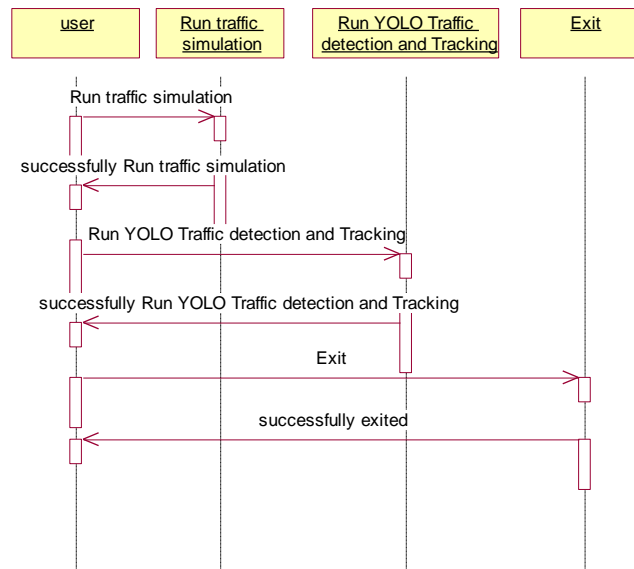 user
Run traffic
simulation
Run YOLO Traffic
detection and Tracking
Exit
Run traffic simulation
successfully Run traffic simulation
Run YOLO Traffic detection and Tracking
successfully Run YOLO Traffic detection and Tracking
Exit
successfully exited